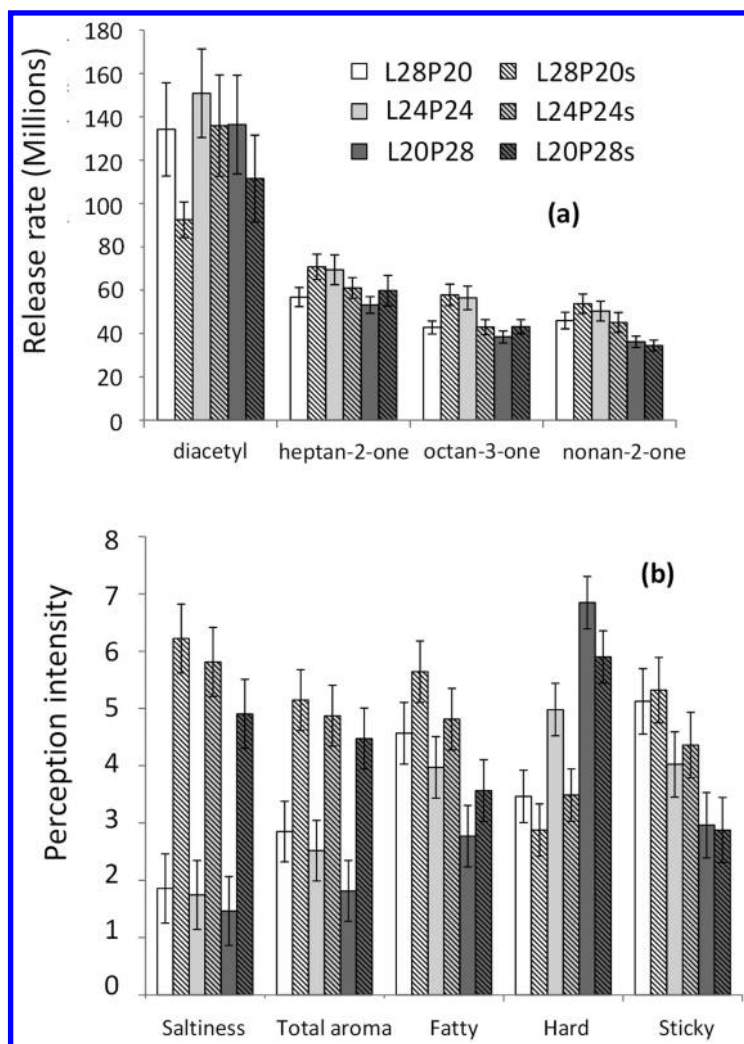 180
160
140
120
100
80
60
40
20
0
Release rate (Millions)
L28P20 L28P20s
L24P24 L24P24s
L20P28 L20P28s
(a)
diacetyl heptan-2-one octan-3-one nonan-2-one
8
7
6
5
4
3
2
1
0
Perception intensity
(b)
Saltiness Total aroma Fatty Hard Sticky